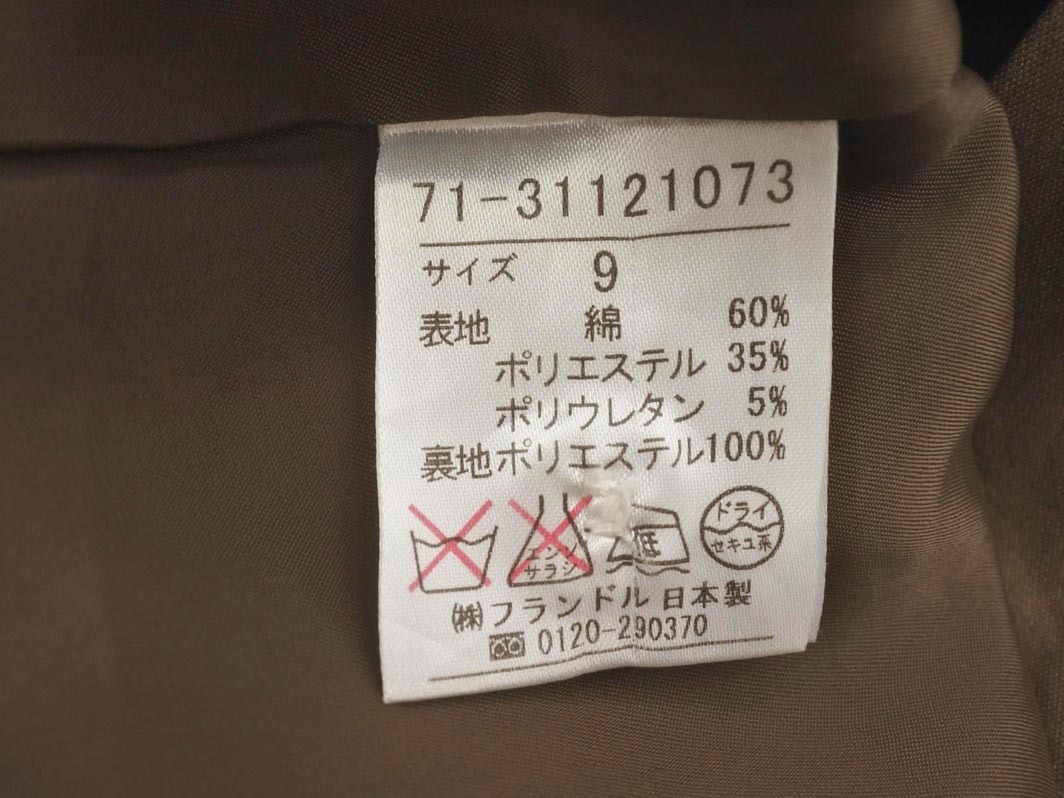 71-31121073
サイズ 9
表地 綿 60%
ポリエステル 35%
ポリウレタン 5%
裏地 ポリエステル 100%
エンソ
サラシ
低
ドライ
セキユ系
㈱フランドル 日本製
0120-290370